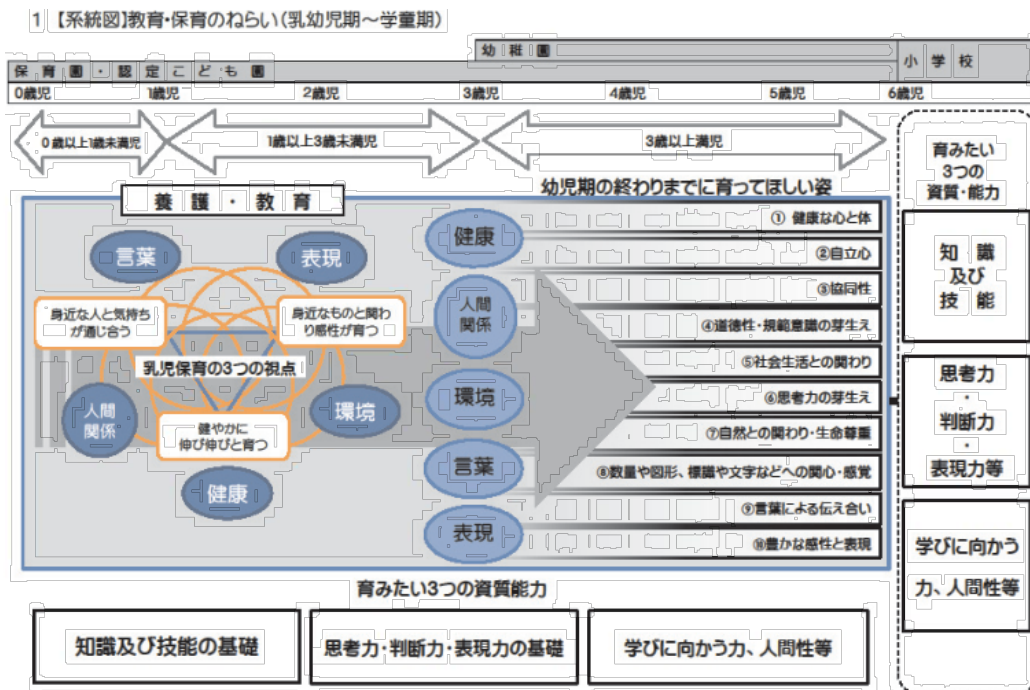 1 【系統図】教育・保育のねらい(乳幼児期〜学童期)
幼稚園
小学校
保育園・認定こども園
0歳児 1歳児 2歳児 3歳児 4歳児 5歳児 6歳児
0歳以上1歳未満児 1歳以上3歳未満児 3歳以上満児
育みたい
3つの
資質・能力
幼児期の終わりまでに育ってほしい姿
養護・教育
言葉
表現
身近な人と気持ち
が通じ合う
身近なものと関わ
り感性が育つ
乳児保育の3つの視点
人間
関係
環境
健やかに
伸び伸びと育つ
健康
健康
人間
関係
環境
言葉
表現
①健康な心と体
②自立心
③協同性
④道徳性・規範意識の芽生え
⑤社会生活との関わり
⑥思考力の芽生え
⑦自然との関わり・生命尊重
⑧数量や図形、標識や文字などへの関心・感覚
⑨言葉による伝え合い
⑩豊かな感性と表現
知識
及び
技能
思考力
・
判断力
・
表現力等
学びに向かう
力、人間性等
育みたい3つの資質能力
知識及び技能の基礎
思考力・判断力・表現力の基礎
学びに向かう力、人間性等